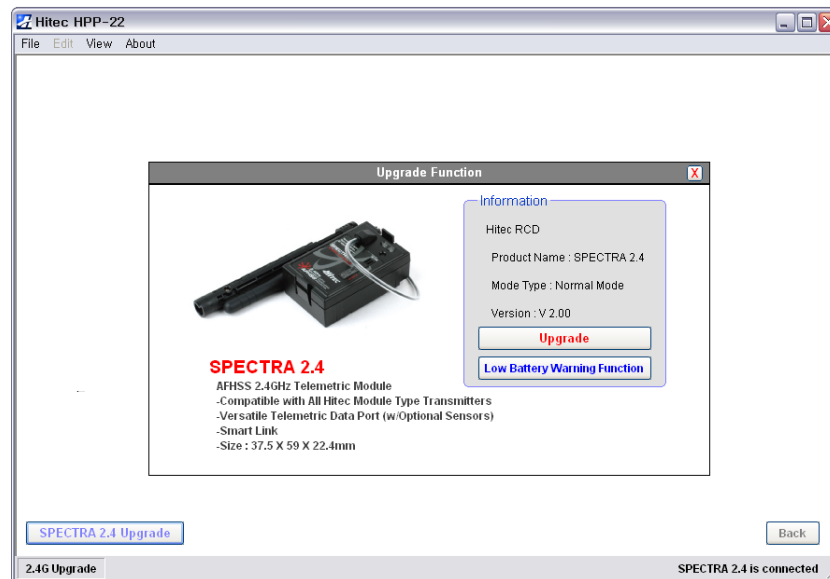 Hitec HPP-22
File Edit View About
Upgrade Function
X
Information
Hitec RCD
Product Name : SPECTRA 2.4
Mode Type : Normal Mode
Version : V 2.00
Upgrade
Low Battery Warning Function
SPECTRA 2.4
AFHSS 2.4GHz Telemetric Module
-Compatible with All Hitec Module Type Transmitters
-Versatile Telemetric Data Port (w/Optional Sensors)
-Smart Link
-Size : 37.5 X 59 X 22.4mm
SPECTRA 2.4 Upgrade
Back
2.4G Upgrade
SPECTRA 2.4 is connected